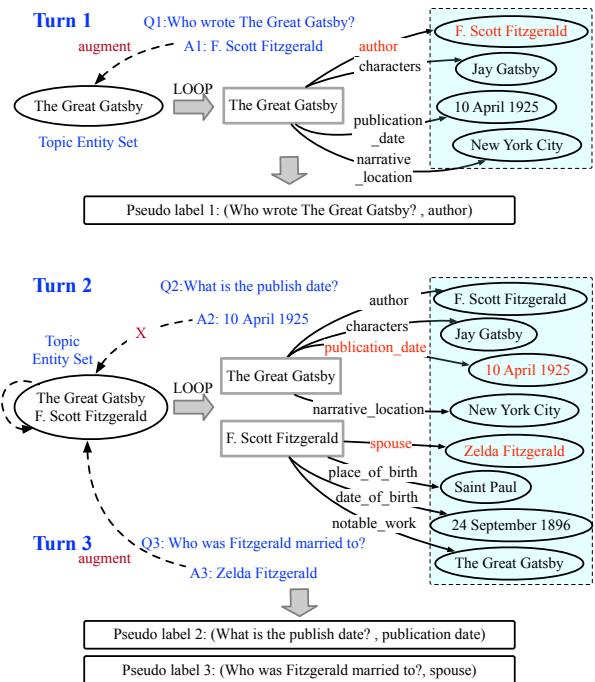 Turn 1
Q1:Who wrote The Great Gatsby?
A1: F. Scott Fitzgerald
augment
author
F. Scott Fitzgerald
characters
Jay Gatsby
LOOP
The Great Gatsby
The Great Gatsby
10 April 1925
publication
_date
Topic Entity Set
New York City
narrative
_location
Pseudo label 1: (Who wrote The Great Gatsby? , author)
Turn 2
Q2:What is the publish date?
author
F. Scott Fitzgerald
A2: 10 April 1925
X
characters
Jay Gatsby
Topic
Entity Set
publication_date
10 April 1925
The Great Gatsby
LOOP
The Great Gatsby
F. Scott Fitzgerald
narrative_location
New York City
F. Scott Fitzgerald
spouse
Zelda Fitzgerald
place_of_birth
Saint Paul
date_of_birth
24 September 1896
notable_work
The Great Gatsby
Turn 3
Q3: Who was Fitzgerald married to?
augment
A3: Zelda Fitzgerald
Pseudo label 2: (What is the publish date? , publication date)
Pseudo label 3: (Who was Fitzgerald married to?, spouse)